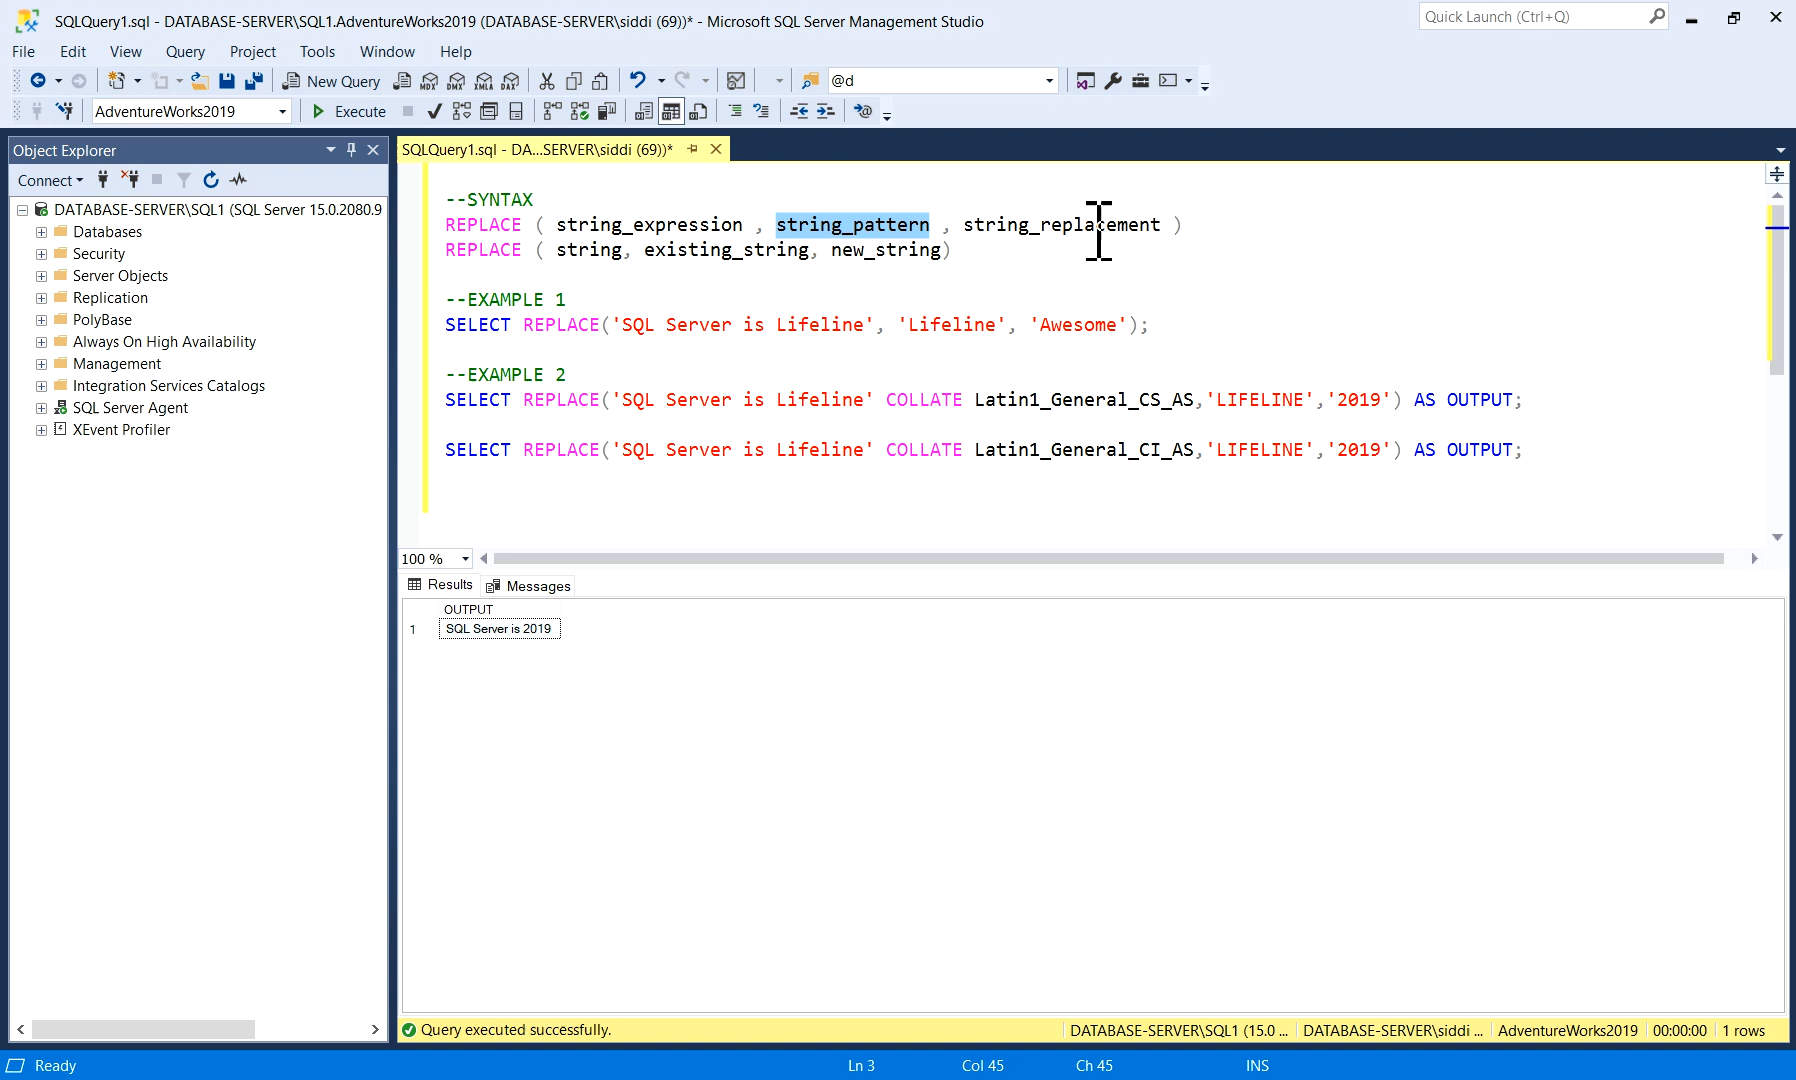 SQLQuery1.sql - DATABASE-SERVER\SQL1.AdventureWorks2019 (DATABASE-SERVER\siddi (69))* - Microsoft SQL Server Management Studio
Quick Launch (Ctrl+Q)
File Edit View Query Project Tools Window Help
New Query MDX DMX XMLA DAX @d
AdventureWorks2019 Execute
Object Explorer
Connect
DATABASE-SERVER\SQL1 (SQL Server 15.0.2080.9
Databases
Security
Server Objects
Replication
PolyBase
Always On High Availability
Management
Integration Services Catalogs
SQL Server Agent
XEvent Profiler
SQLQuery1.sql - DA...SERVER\siddi (69))*
--SYNTAX
REPLACE ( string_expression , string_pattern , string_replacement )
REPLACE ( string, existing_string, new_string)
--EXAMPLE 1
SELECT REPLACE('SQL Server is Lifeline', 'Lifeline', 'Awesome');
--EXAMPLE 2
SELECT REPLACE('SQL Server is Lifeline' COLLATE Latin1_General_CS_AS,'LIFELINE','2019') AS OUTPUT;
SELECT REPLACE('SQL Server is Lifeline' COLLATE Latin1_General_CI_AS,'LIFELINE','2019') AS OUTPUT;
100 %
Results Messages
OUTPUT
1 SQL Server is 2019
Query executed successfully.
DATABASE-SERVER\SQL1 (15.0 ... DATABASE-SERVER\siddi ... AdventureWorks2019 00:00:00 1 rows
Ready Ln 3 Col 45 Ch 45 INS